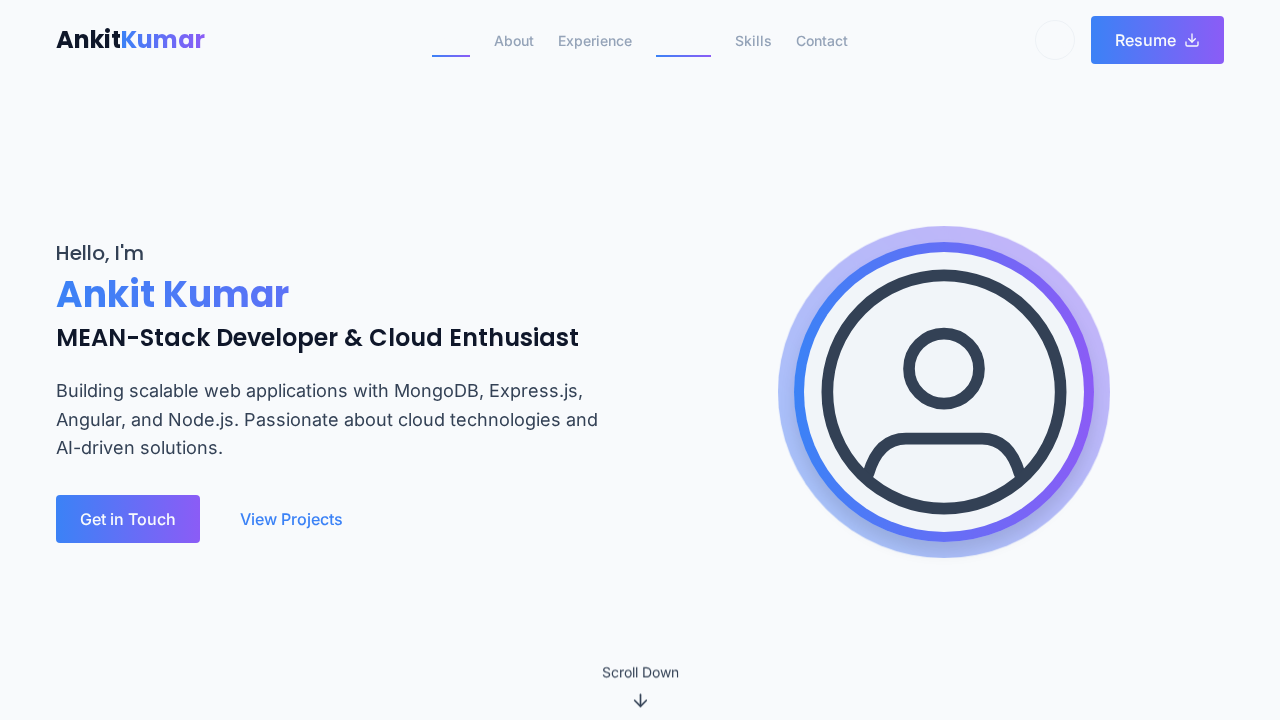 AnkitKumar
About Experience Skills Contact
Resume
Hello, I'm
Ankit Kumar
MEAN-Stack Developer & Cloud Enthusiast
Building scalable web applications with MongoDB, Express.js,
Angular, and Node.js. Passionate about cloud technologies and
AI-driven solutions.
Get in Touch
View Projects
Scroll Down